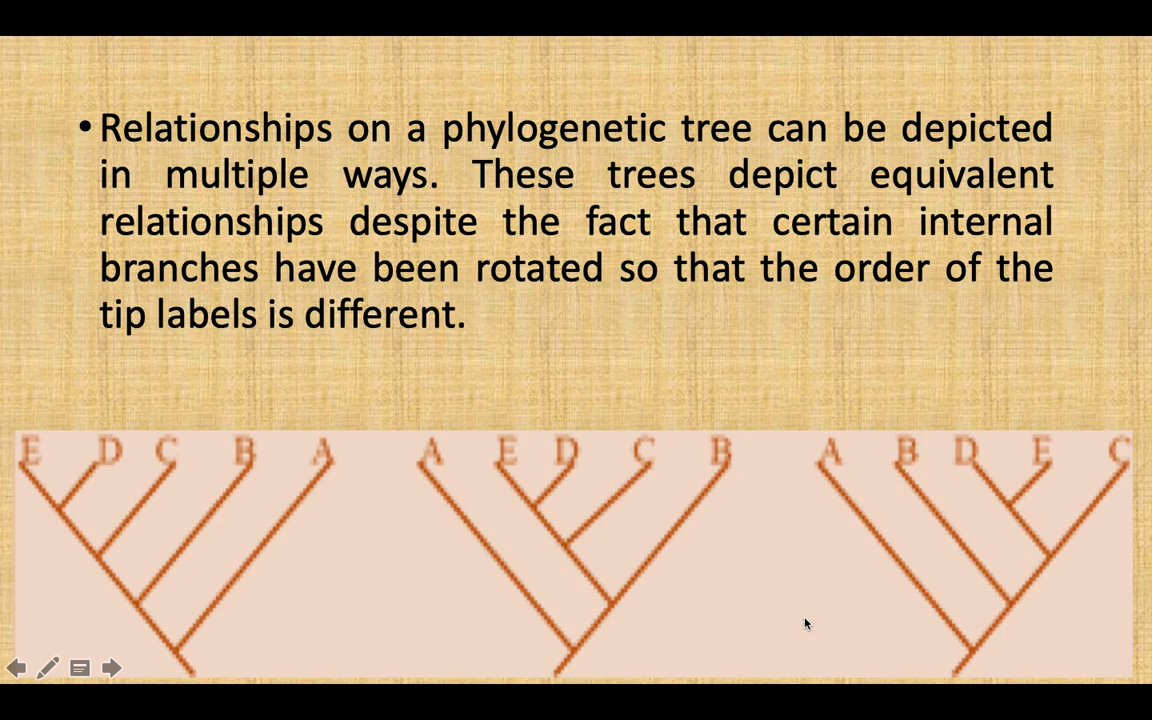 • Relationships on a phylogenetic tree can be depicted
in multiple ways. These trees depict equivalent
relationships despite the fact that certain internal
branches have been rotated so that the order of the
tip labels is different.
E D C B A A E D C B A B D E C